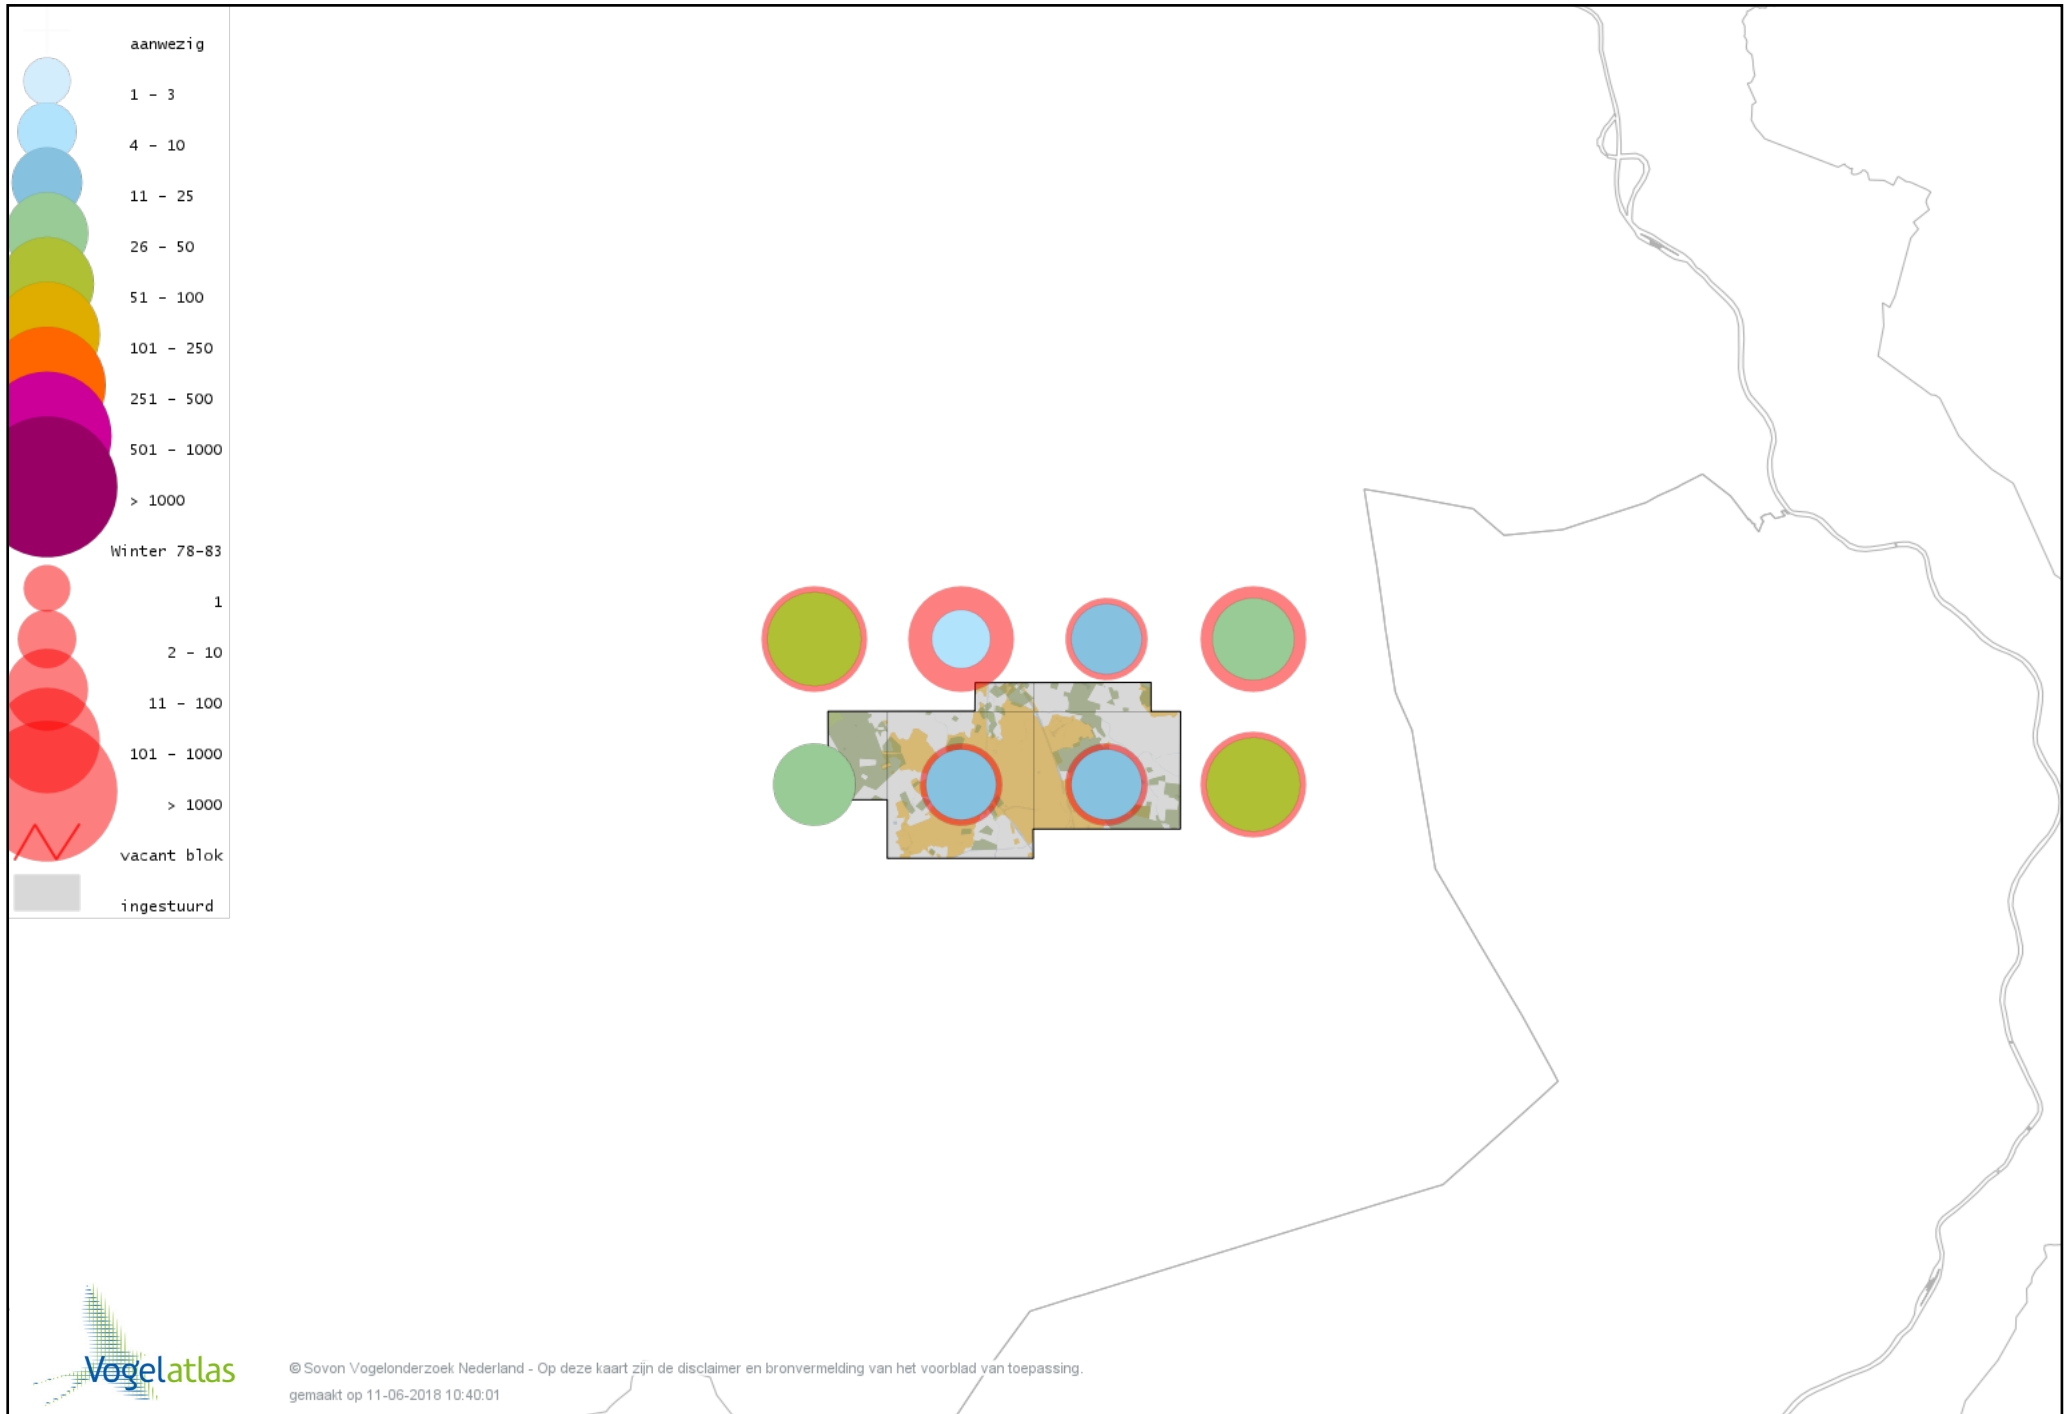 aanwezig
1 - 3
4 - 10
11 - 25
26 - 50
51 - 100
101 - 250
251 - 500
501 - 1000
> 1000
Winter 78-83
1
2 - 10
11 - 100
101 - 1000
> 1000
vacant blok
ingestuurd
Vogelatlas
© Sovon Vogelonderzoek Nederland - Op deze kaart zijn de disclaimer en bronvermelding van het voorblad van toepassing.
gemaakt op 11-06-2018 10:40:01